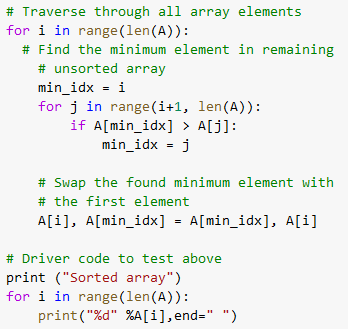 # Traverse through all array elements
for i in range(len(A)):
  # Find the minimum element in remaining
    # unsorted array
    min_idx = i
    for j in range(i+1, len(A)):
        if A[min_idx] > A[j]:
            min_idx = j

    # Swap the found minimum element with
    # the first element
    A[i], A[min_idx] = A[min_idx], A[i]

# Driver code to test above
print ("Sorted array")
for i in range(len(A)):
    print("%d" %A[i],end=" ")